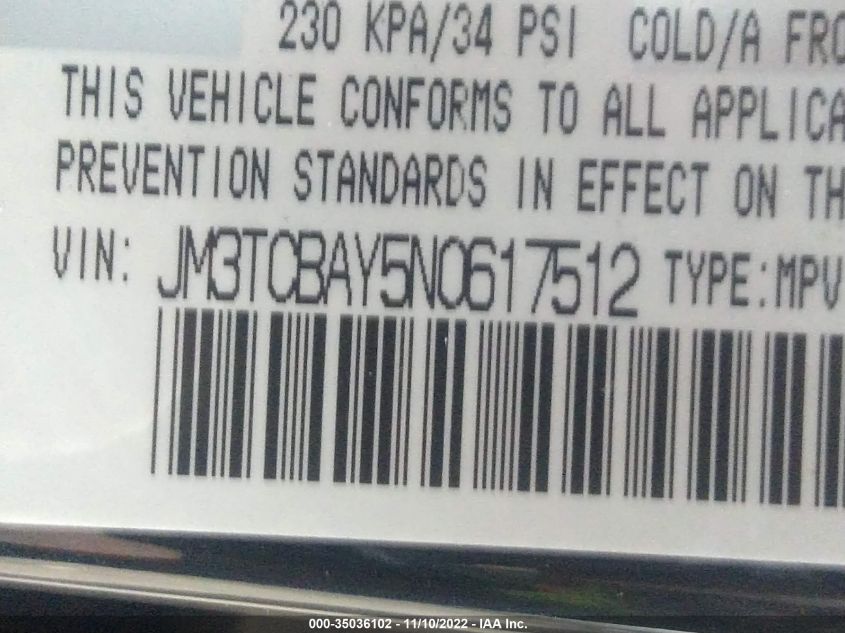 230 KPA/34 PSI COLD/A FRO
THIS VEHICLE CONFORMS TO ALL APPLICA
PREVENTION STANDARDS IN EFFECT ON TH
VIN: JM3TCBAY5N0617512 TYPE:MPV
000-35036102 - 11/10/2022 - IAA Inc.